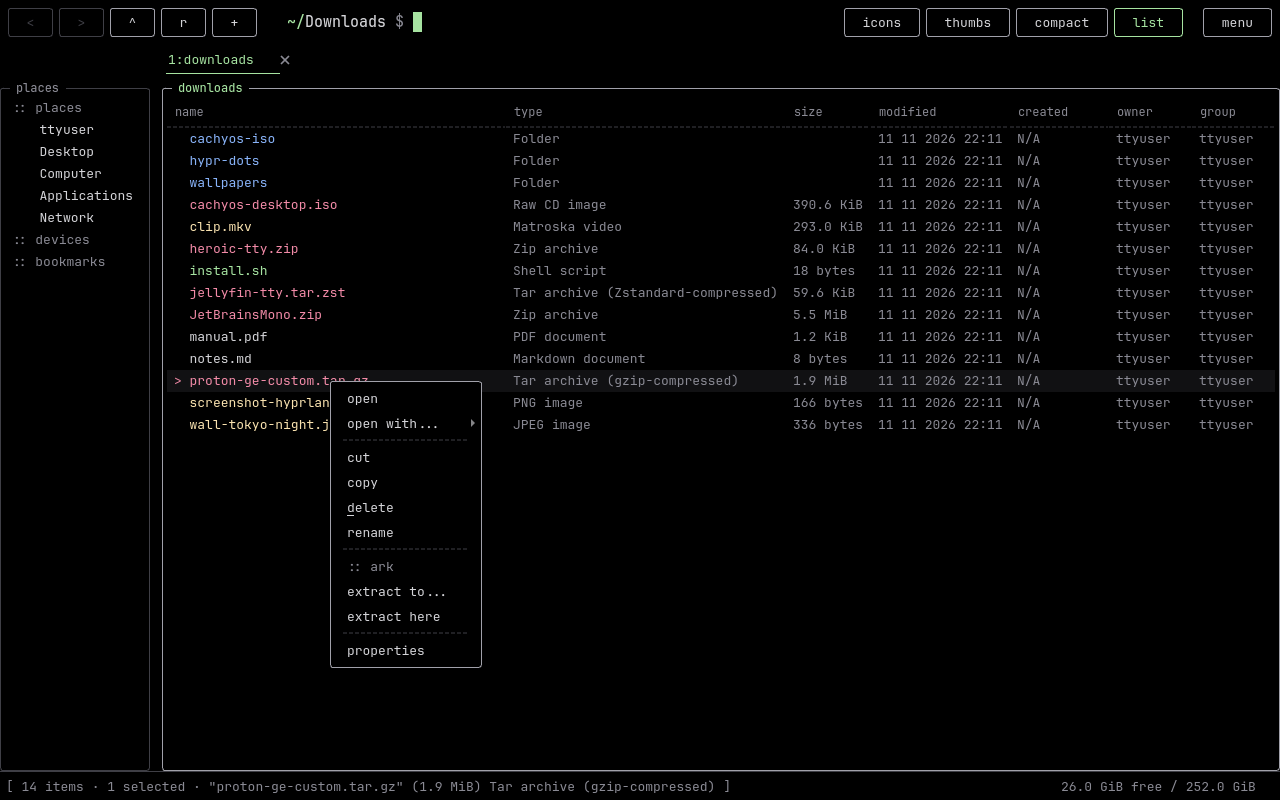 < > ^ r + ~/Downloads $ icons thumbs compact list menu
1:downloads ×
places
:: places
ttyuser
Desktop
Computer
Applications
Network
:: devices
:: bookmarks
downloads
name type size modified created owner group
cachyos-iso Folder 11 11 2026 22:11 N/A ttyuser ttyuser
hypr-dots Folder 11 11 2026 22:11 N/A ttyuser ttyuser
wallpapers Folder 11 11 2026 22:11 N/A ttyuser ttyuser
cachyos-desktop.iso Raw CD image 390.6 KiB 11 11 2026 22:11 N/A ttyuser ttyuser
clip.mkv Matroska video 293.0 KiB 11 11 2026 22:11 N/A ttyuser ttyuser
heroic-tty.zip Zip archive 84.0 KiB 11 11 2026 22:11 N/A ttyuser ttyuser
install.sh Shell script 18 bytes 11 11 2026 22:11 N/A ttyuser ttyuser
jellyfin-tty.tar.zst Tar archive (Zstandard-compressed) 59.6 KiB 11 11 2026 22:11 N/A ttyuser ttyuser
JetBrainsMono.zip Zip archive 5.5 MiB 11 11 2026 22:11 N/A ttyuser ttyuser
manual.pdf PDF document 1.2 KiB 11 11 2026 22:11 N/A ttyuser ttyuser
notes.md Markdown document 8 bytes 11 11 2026 22:11 N/A ttyuser ttyuser
> proton-ge-custom.tar.gz Tar archive (gzip-compressed) 1.9 MiB 11 11 2026 22:11 N/A ttyuser ttyuser
screenshot-hyprlan PNG image 166 bytes 11 11 2026 22:11 N/A ttyuser ttyuser
wall-tokyo-night.j JPEG image 336 bytes 11 11 2026 22:11 N/A ttyuser ttyuser
open
open with...
cut
copy
delete
rename
:: ark
extract to...
extract here
properties
[ 14 items · 1 selected · "proton-ge-custom.tar.gz" (1.9 MiB) Tar archive (gzip-compressed) ] 26.0 GiB free / 252.0 GiB